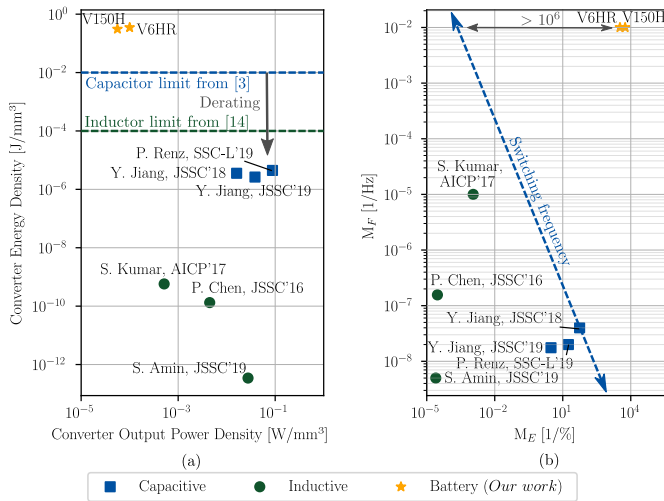 V150H
V6HR
Capacitor limit from [3]
Derating
Inductor limit from [14]
P. Renz, SSC-L'19
Y. Jiang, JSSC'18
Y. Jiang, JSSC'19
S. Kumar, AICP'17
P. Chen, JSSC'16
S. Amin, JSSC'19
10^0
10^−2
10^−4
10^−6
10^−8
10^−10
10^−12
Converter Energy Density [J/mm³]
10^−5
10^−3
10^−1
Converter Output Power Density [W/mm³]
(a)
> 10^6
V6HR V150H
Switching frequency
S. Kumar,
AICP'17
P. Chen, JSSC'16
Y. Jiang, JSSC'18
Y. Jiang, JSSC'19
P. Renz, SSC-L'19
S. Amin, JSSC'19
10^−2
10^−3
10^−4
10^−5
10^−6
10^−7
10^−8
M_F [1/Hz]
10^−5
10^−2
10^1
10^4
M_E [1/%]
(b)
Capacitive
Inductive
Battery (Our work)